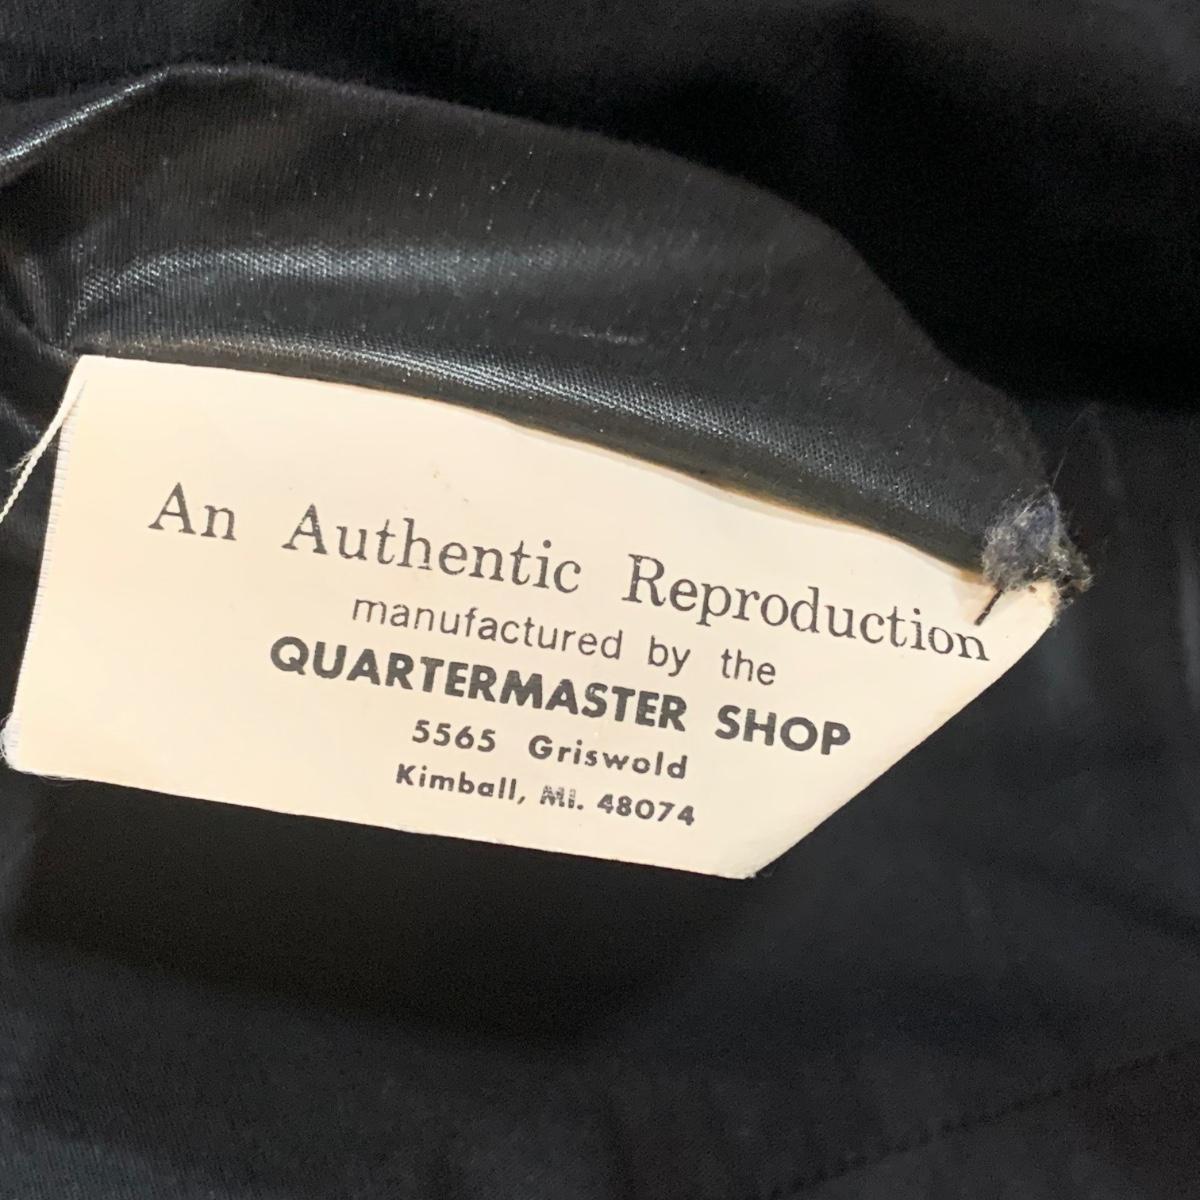 An Authentic Reproduction
manufactured by the
QUARTERMASTER SHOP
5565 Griswold
Kimball, Mi. 48074